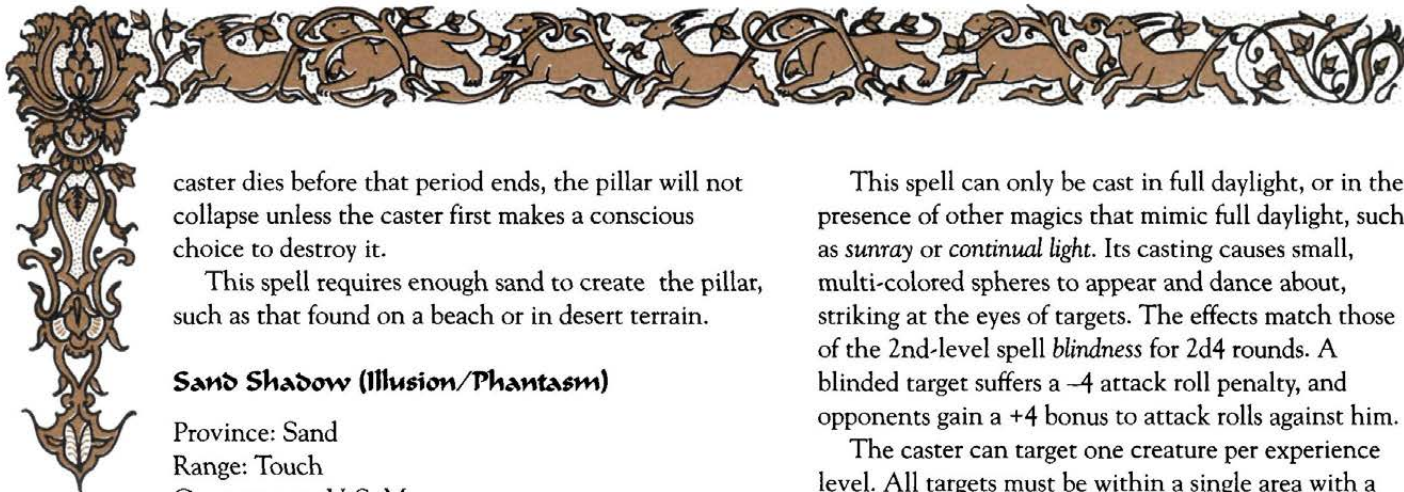 caster dies before that period ends, the pillar will not
collapse unless the caster first makes a conscious
choice to destroy it.
This spell requires enough sand to create the pillar,
such as that found on a beach or in desert terrain.
Sand Shadow (Illusion/Phantasm)
Province: Sand
Range: Touch
This spell can only be cast in full daylight, or in the
presence of other magics that mimic full daylight, such
as sunray or continual light. Its casting causes small,
multi-colored spheres to appear and dance about,
striking at the eyes of targets. The effects match those
of the 2nd-level spell blindness for 2d4 rounds. A
blinded target suffers a –4 attack roll penalty, and
opponents gain a +4 bonus to attack rolls against him.
The caster can target one creature per experience
level. All targets must be within a single area with a